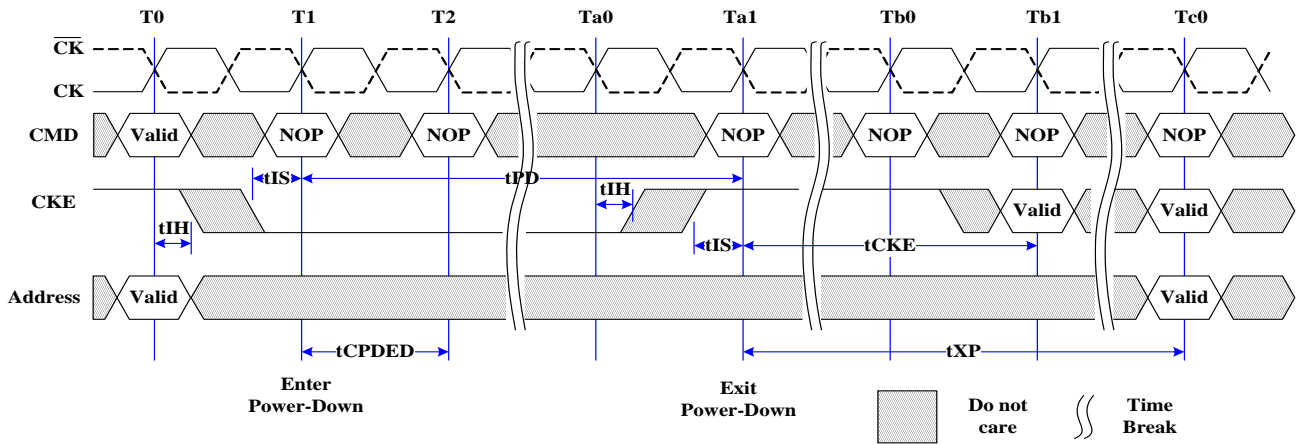 T0 T1 T2 Ta0 Ta1 Tb0 Tb1 Tc0
CK
CK
CMD Valid NOP NOP NOP NOP NOP NOP
tIS tPD tIH
CKE Valid Valid
tIH tIS tCKE
Address Valid Valid
tCPDED tXP
Enter
Power-Down
Exit
Power-Down
Do not
care
Time
Break